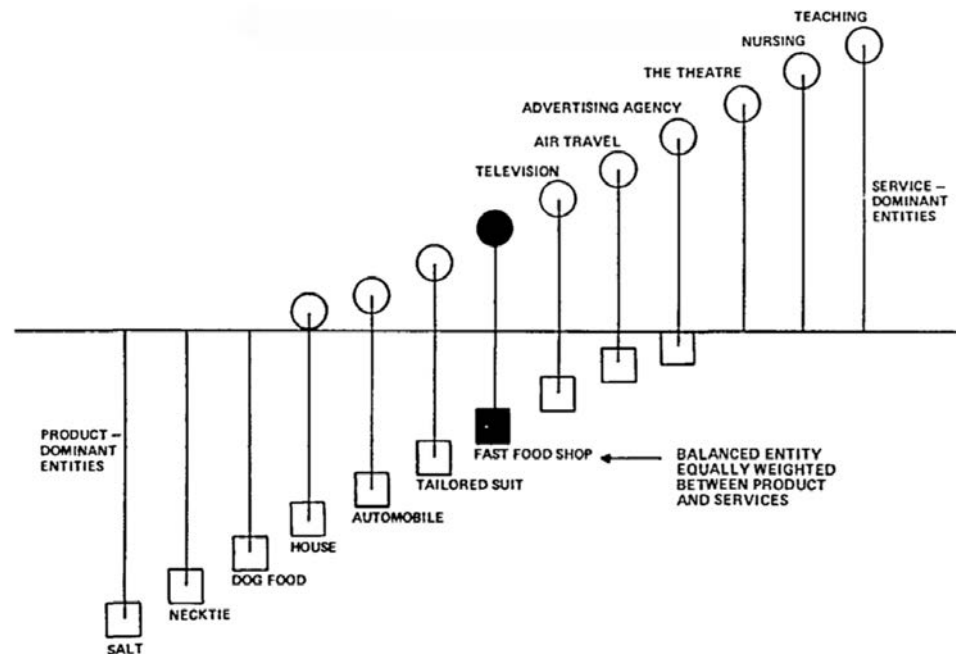 TEACHING
NURSING
THE THEATRE
ADVERTISING AGENCY
AIR TRAVEL
TELEVISION
SERVICE –
DOMINANT
ENTITIES
PRODUCT –
DOMINANT
ENTITIES
FAST FOOD SHOP
BALANCED ENTITY
EQUALLY WEIGHTED
BETWEEN PRODUCT
AND SERVICES
TAILORED SUIT
AUTOMOBILE
HOUSE
DOG FOOD
NECKTIE
SALT